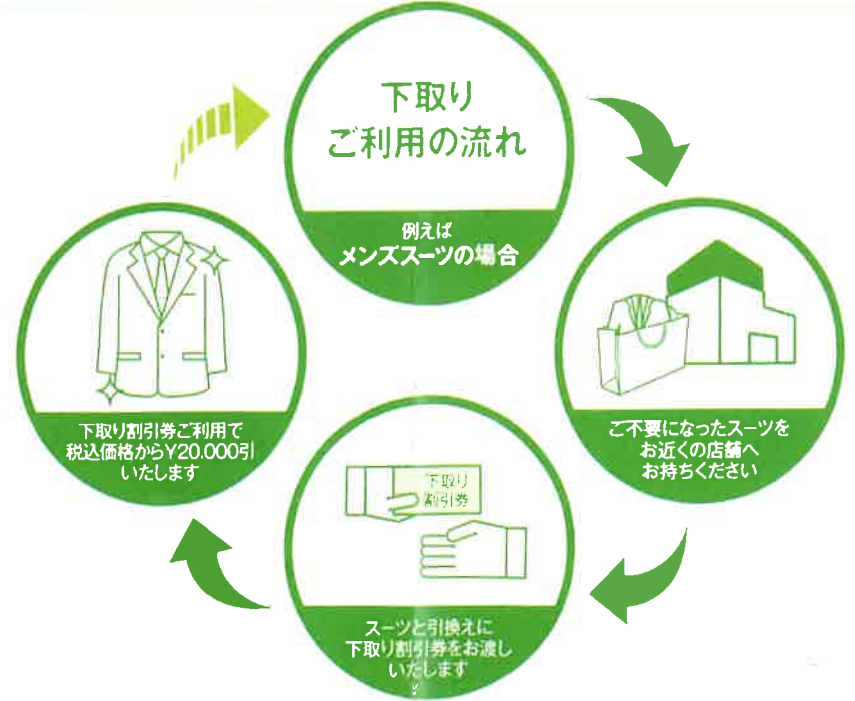 下取り
ご利用の流れ
例えば
メンズスーツの場合
ご不要になったスーツを
お近くの店舗へ
お持ちください
下取り
割引券
スーツと引換えに
下取り割引券をお渡し
いたします
下取り割引券ご利用で
税込価格から¥20.000引
いたします